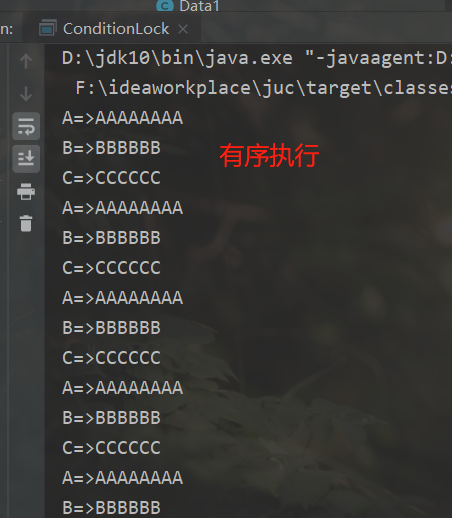 Data1
n: ConditionLock
D:\jdk10\bin\java.exe "-javaagent:D:
F:\ideaworkplace\juc\target\classes
A=>AAAAAAAA
B=>BBBBBB 有序执行
C=>CCCCCC
A=>AAAAAAAA
B=>BBBBBB
C=>CCCCCC
A=>AAAAAAAA
B=>BBBBBB
C=>CCCCCC
A=>AAAAAAAA
B=>BBBBBB
C=>CCCCCC
A=>AAAAAAAA
B=>BBBBBB